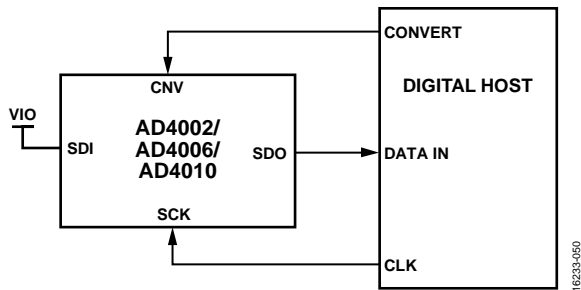 CONVERT
CNV
DIGITAL HOST
VIO
AD4002/
AD4006/
AD4010
SDI
SDO
DATA IN
SCK
CLK
16233-050